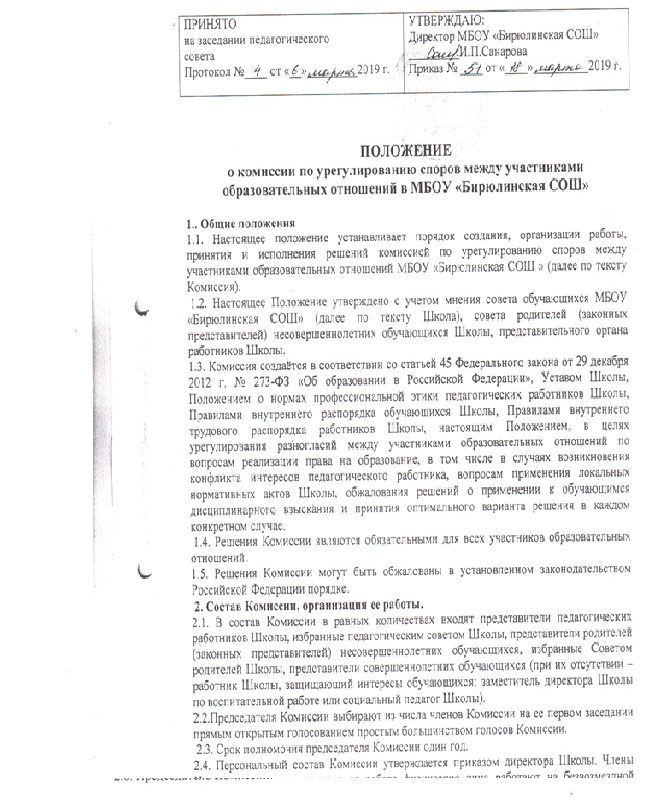 ПРИНЯТО
на заседании педагогического
совета
Протокол № 4 от «6» марта 2019 г.
УТВЕРЖДАЮ:
Директор МБОУ «Бирюлинская СОШ»
И.П.Санарова
Приказ № 51 от « 18 » марта 2019 г.
ПОЛОЖЕНИЕ
о комиссии по урегулированию споров между участниками
образовательных отношений в МБОУ «Бирюлинская СОШ»
1.. Общие положения
1.1. Настоящее положение устанавливает порядок создания, организации работы,
принятия и исполнения решений комиссией по урегулированию споров между
участниками образовательных отношений МБОУ «Бирюлинская СОШ » (далее по тексту
Комиссия).
1.2. Настоящее Положение утверждено с учетом мнения совета обучающихся МБОУ
«Бирюлинская СОШ» (далее по тексту Школа), совета родителей (законных
представителей) несовершеннолетних обучающихся Школы, представительного органа
работников Школы.
1.3. Комиссия создаётся в соответствии со статьей 45 Федерального закона от 29 декабря
2012 г. № 273-ФЗ «Об образовании в Российской Федерации», Уставом Школы,
Положением о нормах профессиональной этики педагогических работников Школы,
Правилами внутреннего распорядка обучающихся Школы, Правилами внутреннего
трудового распорядка работников Школы, настоящим Положением, в целях
урегулирования разногласий между участниками образовательных отношений по
вопросам реализации права на образование, в том числе в случаях возникновения
конфликта интересов педагогического работника, вопросам применения локальных
нормативных актов Школы, обжалования решений о применении к обучающимся
дисциплинарного взыскания и принятия оптимального варианта решения в каждом
конкретном случае.
1.4. Решения Комиссии являются обязательными для всех участников образовательных
отношений.
1.5. Решения Комиссии могут быть обжалованы в установленном законодательством
Российской Федерации порядке.
2. Состав Комиссии, организация ее работы.
2.1. В состав Комиссии в равных количествах входят представители педагогических
работников Школы, избранные педагогическим советом Школы, представители родителей
(законных представителей) несовершеннолетних обучающихся, избранные Советом
родителей Школы, представители совершеннолетних обучающихся (при их отсутствии –
работник Школы, защищающий интересы обучающихся: заместитель директора Школы
по воспитательной работе или социальный педагог Школы).
2.2.Председателя Комиссии выбирают из числа членов Комиссии на ее первом заседании
прямым открытым голосованием простым большинством голосов Комиссии.
2.3. Срок полномочия председателя Комиссии один год.
2.4. Персональный состав Комиссии утверждается приказом директора Школы. Члены